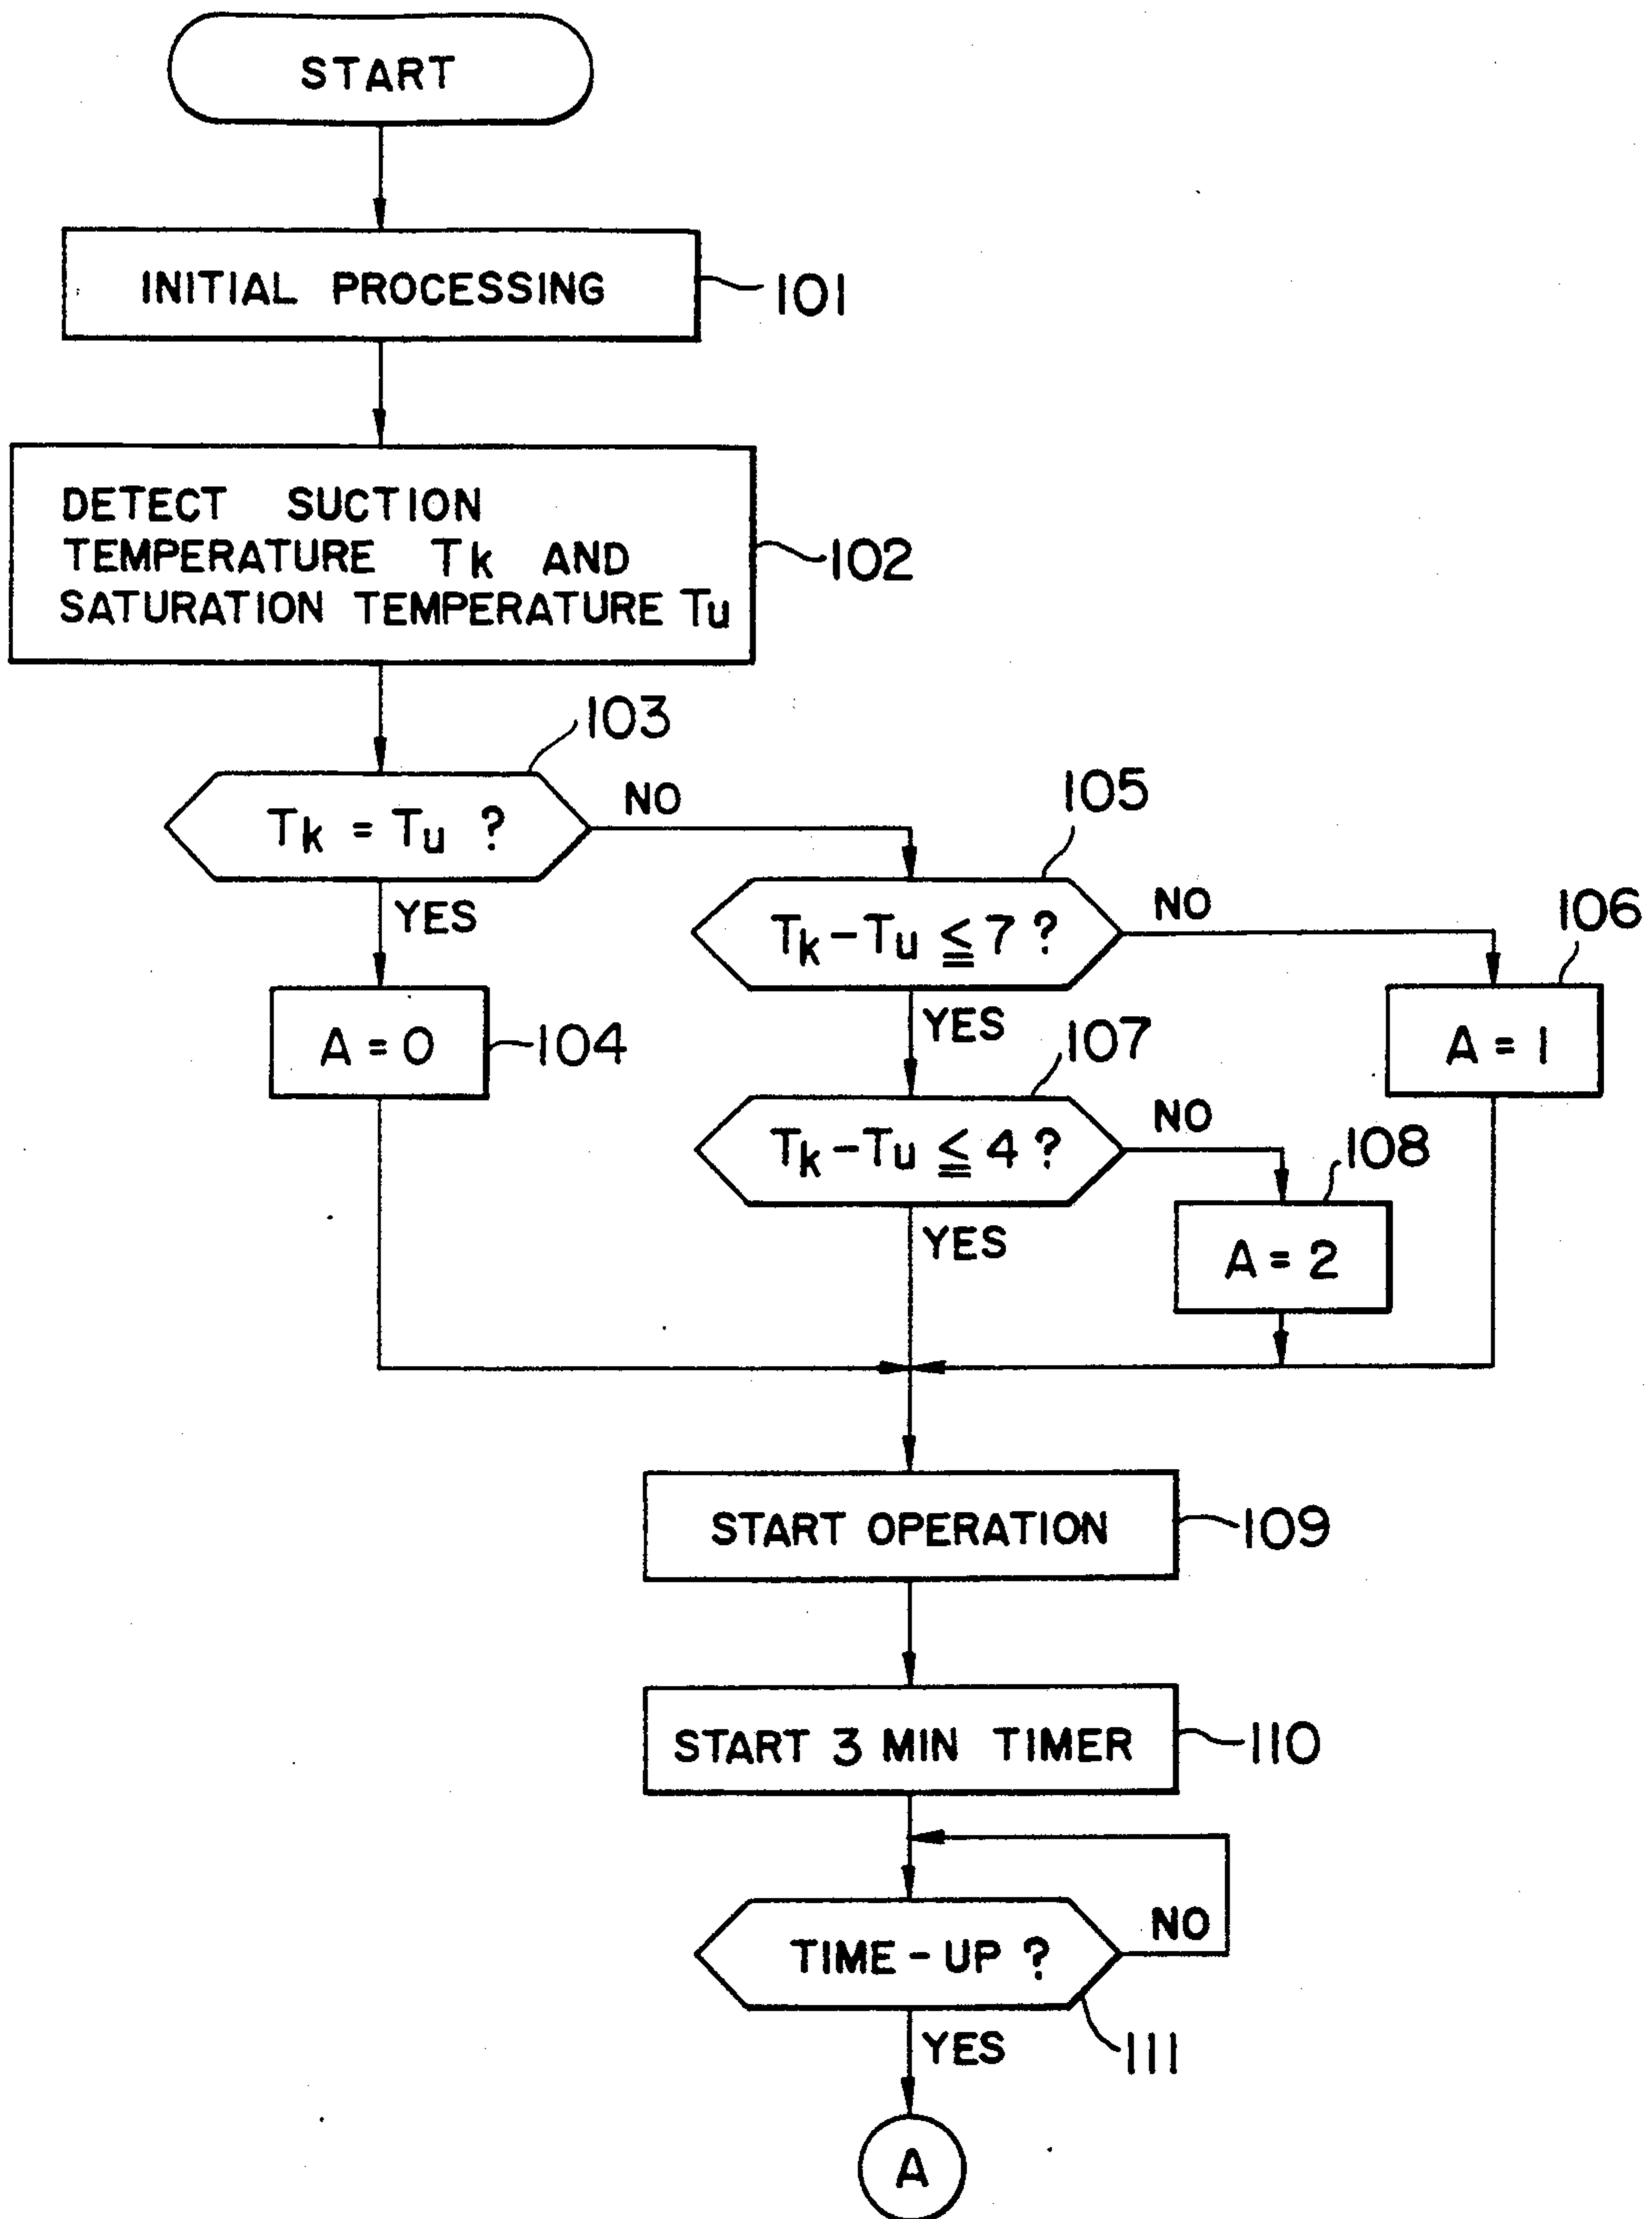 START
INITIAL PROCESSING
101
DETECT SUCTION
TEMPERATURE Tk AND
SATURATION TEMPERATURE Tu
102
103
Tk = Tu ?
NO
YES
A = 0
104
105
Tk - Tu ≦ 7 ?
NO
YES
106
A = 1
107
Tk - Tu ≦ 4 ?
NO
YES
108
A = 2
START OPERATION
109
START 3 MIN TIMER
110
TIME - UP ?
NO
YES
111
A